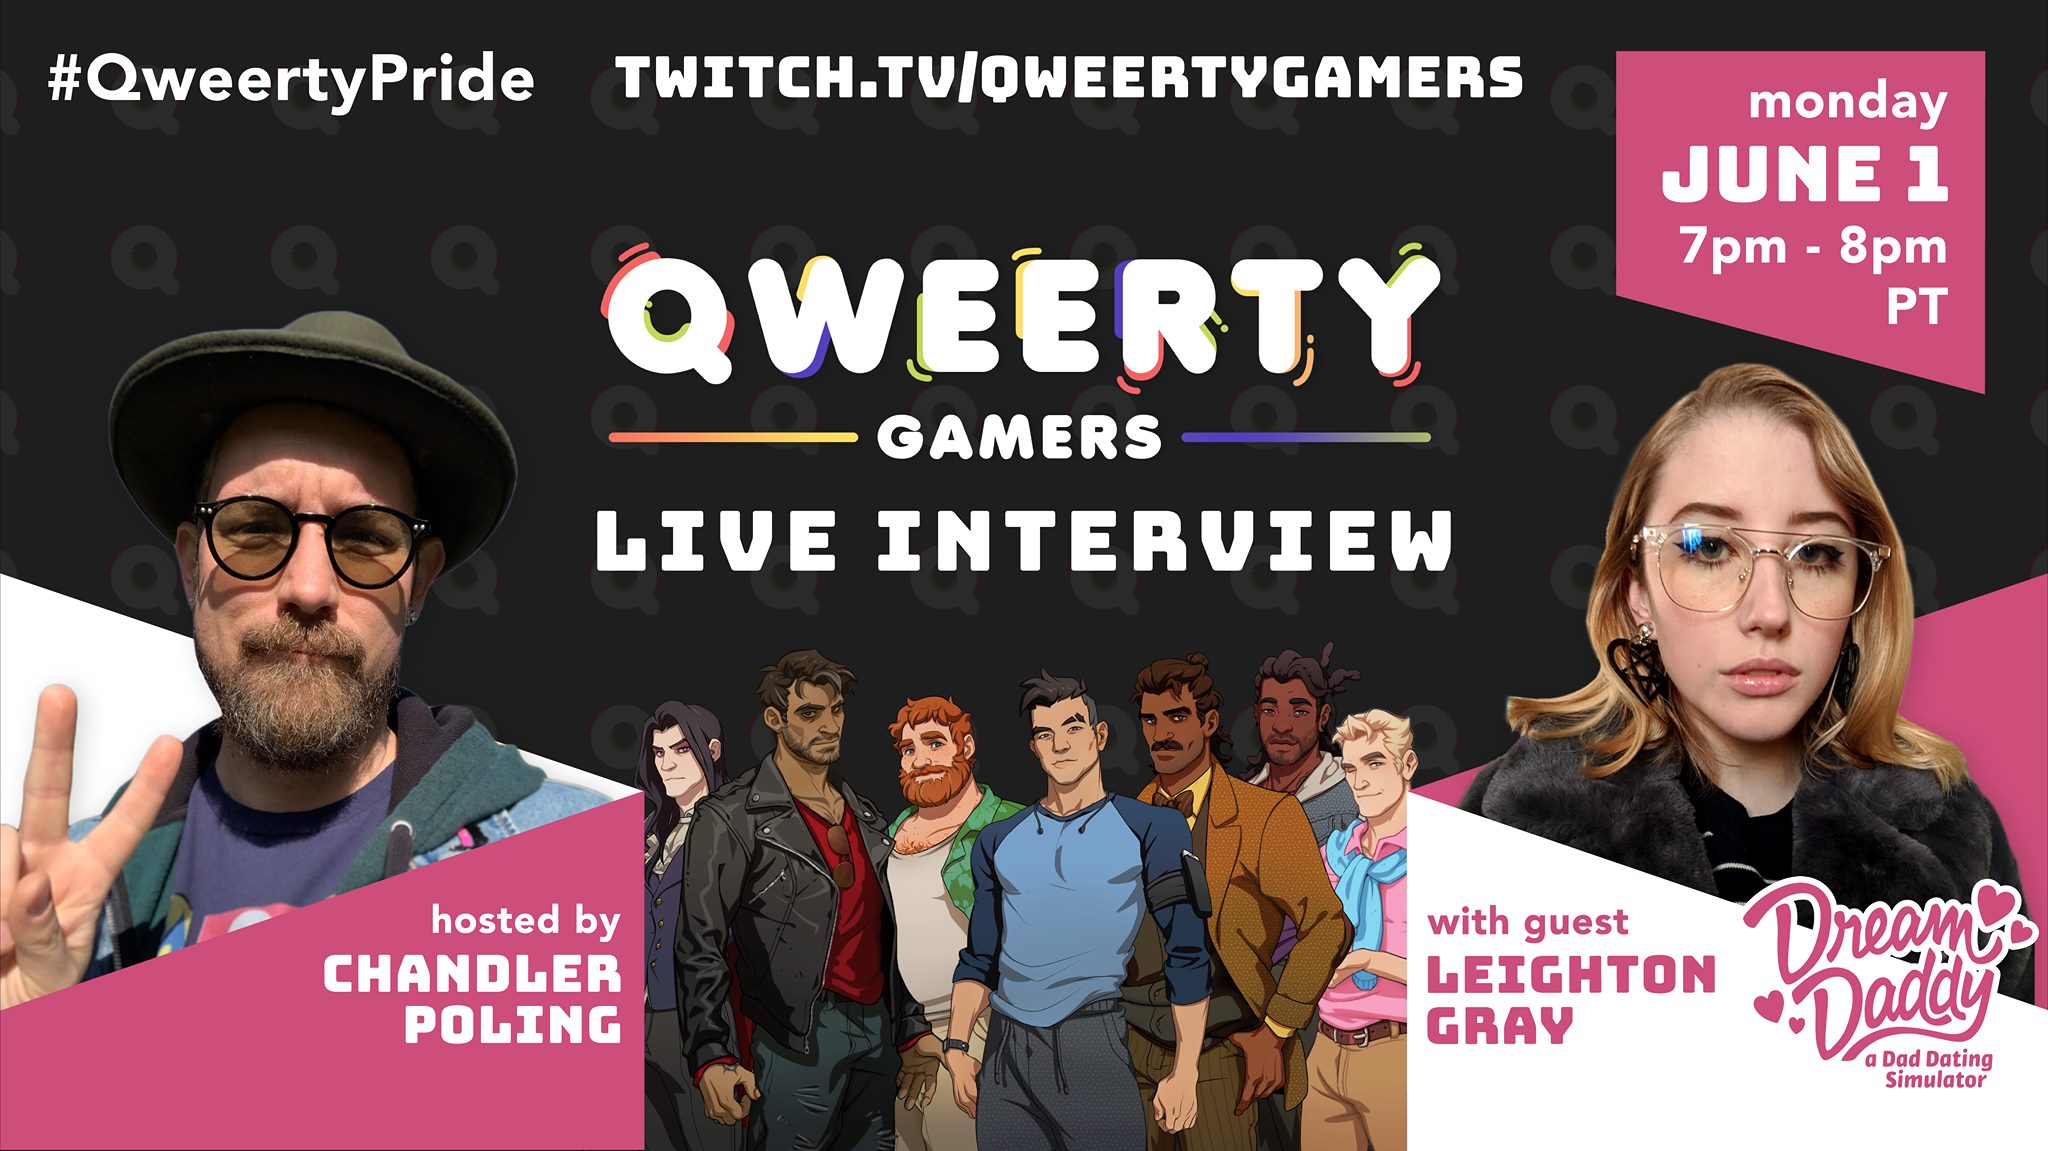 #QweertyPride
TWITCH.TV/QWEERTYGAMERS
monday
JUNE 1
7pm - 8pm
PT
QWEERTY
GAMERS
LIVE INTERVIEW
hosted by
CHANDLER
POLING
with guest
LEIGHTON
GRAY
Dream
Daddy
a Dad Dating
Simulator